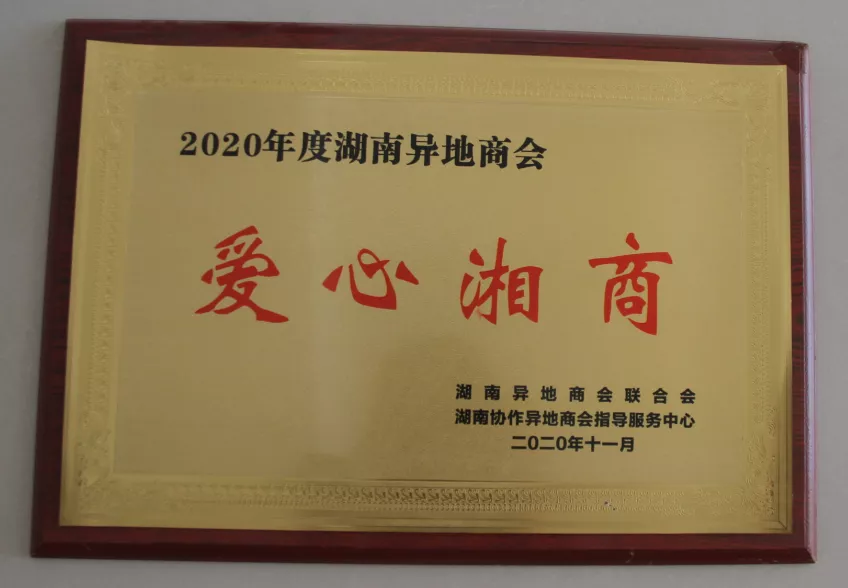 2020年度湖南异地商会
爱心湘商
湖南异地商会联合会
湖南协作异地商会指导服务中心
二〇二〇年十一月